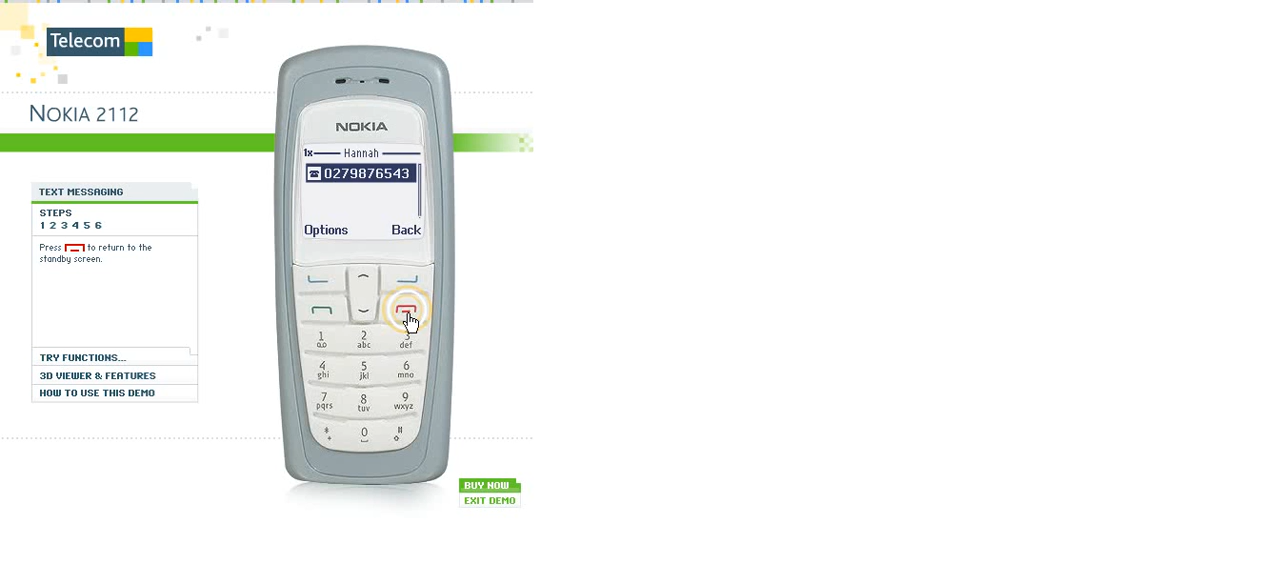 Telecom
NOKIA 2112
NOKIA
1x Hannah
0279876543
Options Back
TEXT MESSAGING
STEPS
1 2 3 4 5 6
Press to return to the
standby screen.
TRY FUNCTIONS...
3D VIEWER & FEATURES
HOW TO USE THIS DEMO
1 2 3
abc def
4 5 6
ghi jkl mno
7 8 9
pqrs tuv wxyz
* 0 #
+
BUY NOW
EXIT DEMO